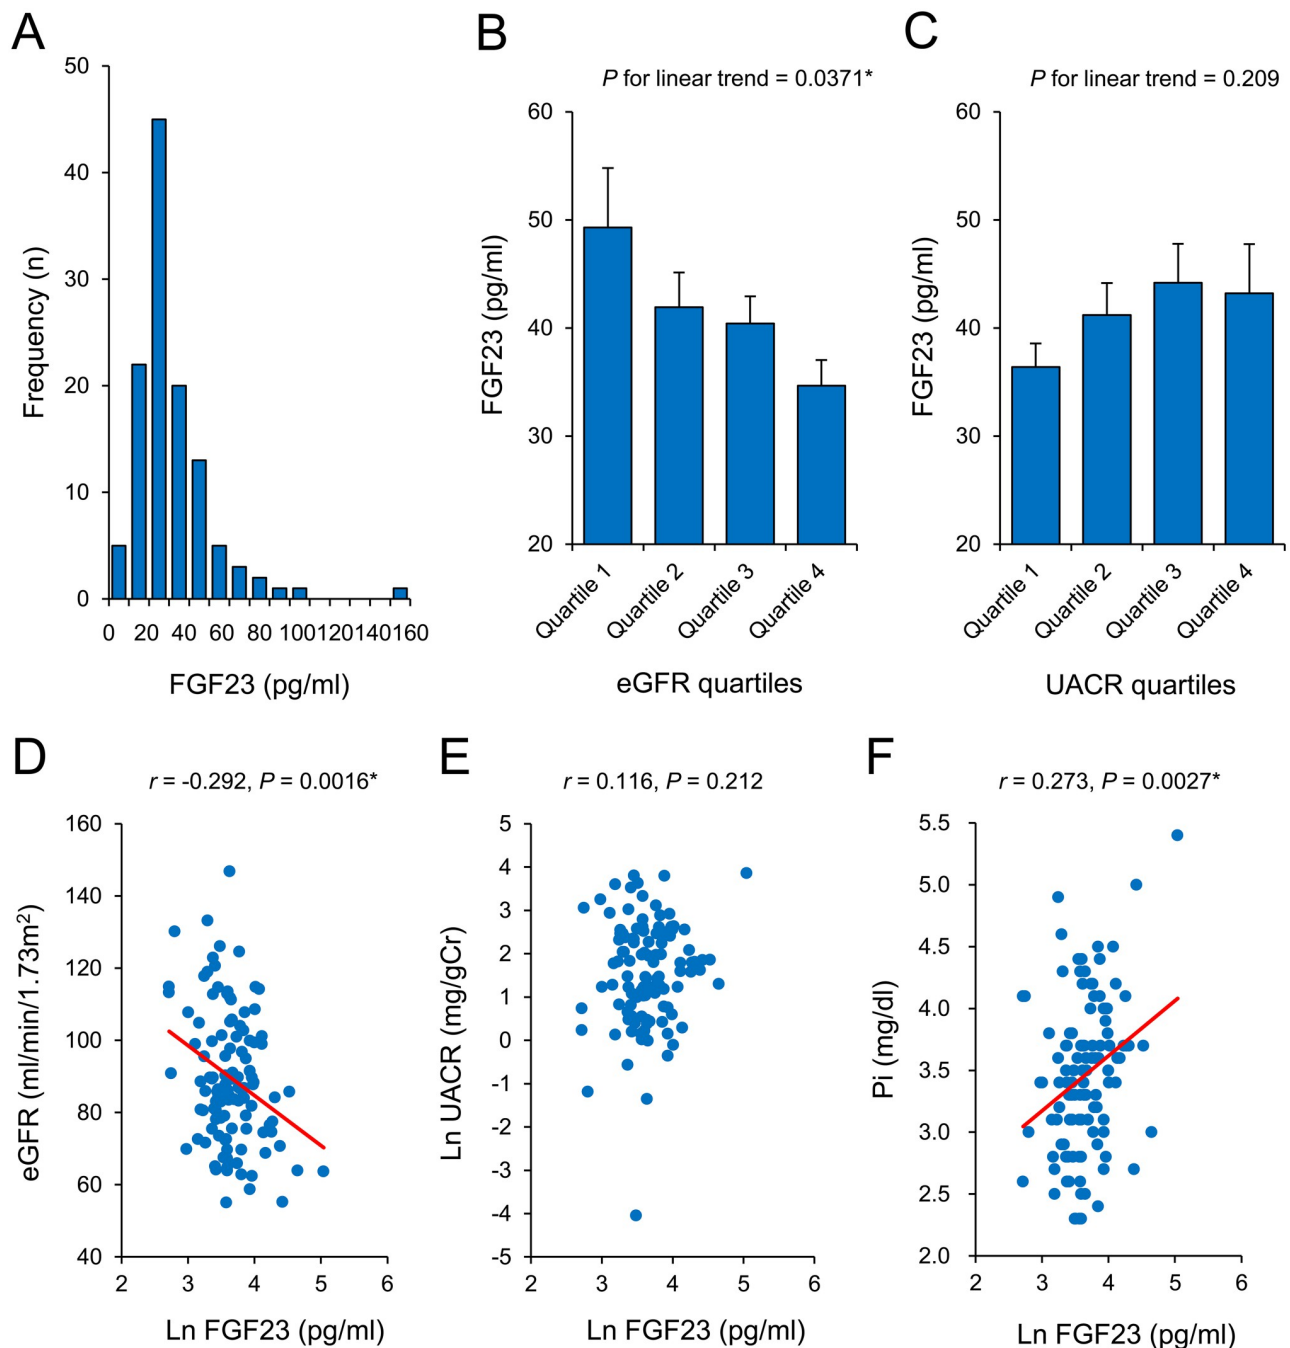 A
50
40
30
20
10
0
0 20 40 60 80 100 120 140 160
Frequency (n)
FGF23 (pg/ml)
B
P for linear trend = 0.0371*
60
50
40
30
20
FGF23 (pg/ml)
Quartile 1 Quartile 2 Quartile 3 Quartile 4
eGFR quartiles
C
P for linear trend = 0.209
60
50
40
30
20
FGF23 (pg/ml)
Quartile 1 Quartile 2 Quartile 3 Quartile 4
UACR quartiles
D
r = -0.292, P = 0.0016*
160
140
120
100
80
60
40
eGFR (ml/min/1.73m²)
2 3 4 5 6
Ln FGF23 (pg/ml)
E
r = 0.116, P = 0.212
5
4
3
2
1
0
-1
-2
-3
-4
-5
Ln UACR (mg/gCr)
2 3 4 5 6
Ln FGF23 (pg/ml)
F
r = 0.273, P = 0.0027*
5.5
5.0
4.5
4.0
3.5
3.0
2.5
2.0
Pi (mg/dl)
2 3 4 5 6
Ln FGF23 (pg/ml)